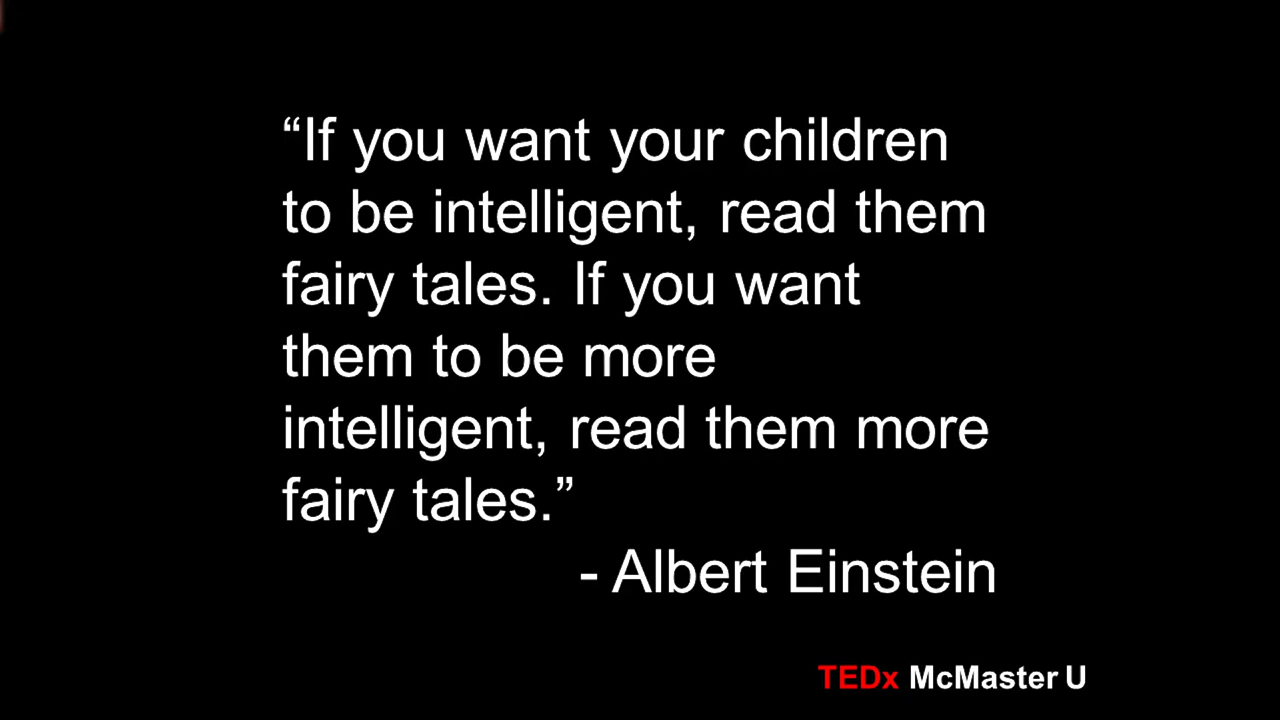 “If you want your children
to be intelligent, read them
fairy tales. If you want
them to be more
intelligent, read them more
fairy tales.”
- Albert Einstein
TEDx McMaster U